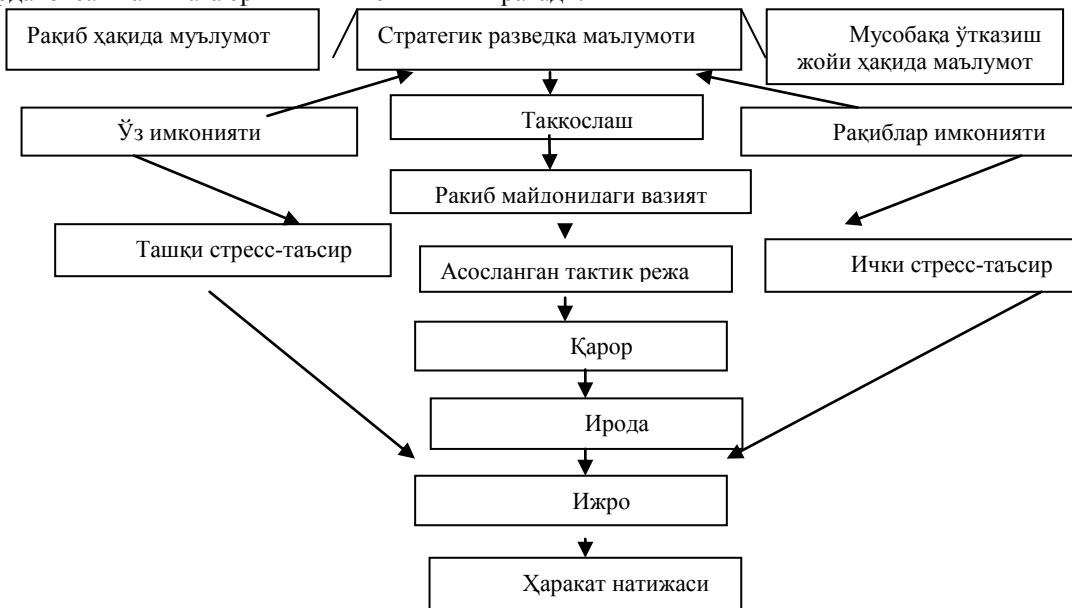 Рақиб ҳақида муълумот
Стратегик разведка маълумоти
Мусобақа ўтказиш
жойи ҳақида маълумот
Ўз имконияти
Таққослаш
Рақиблар имконияти
Ракиб майдонидаги вазият
Ташқи стресс-таъсир
Асосланган тактик режа
Ички стресс-таъсир
Қарор
Ирода
Ижро
Ҳаракат натижаси